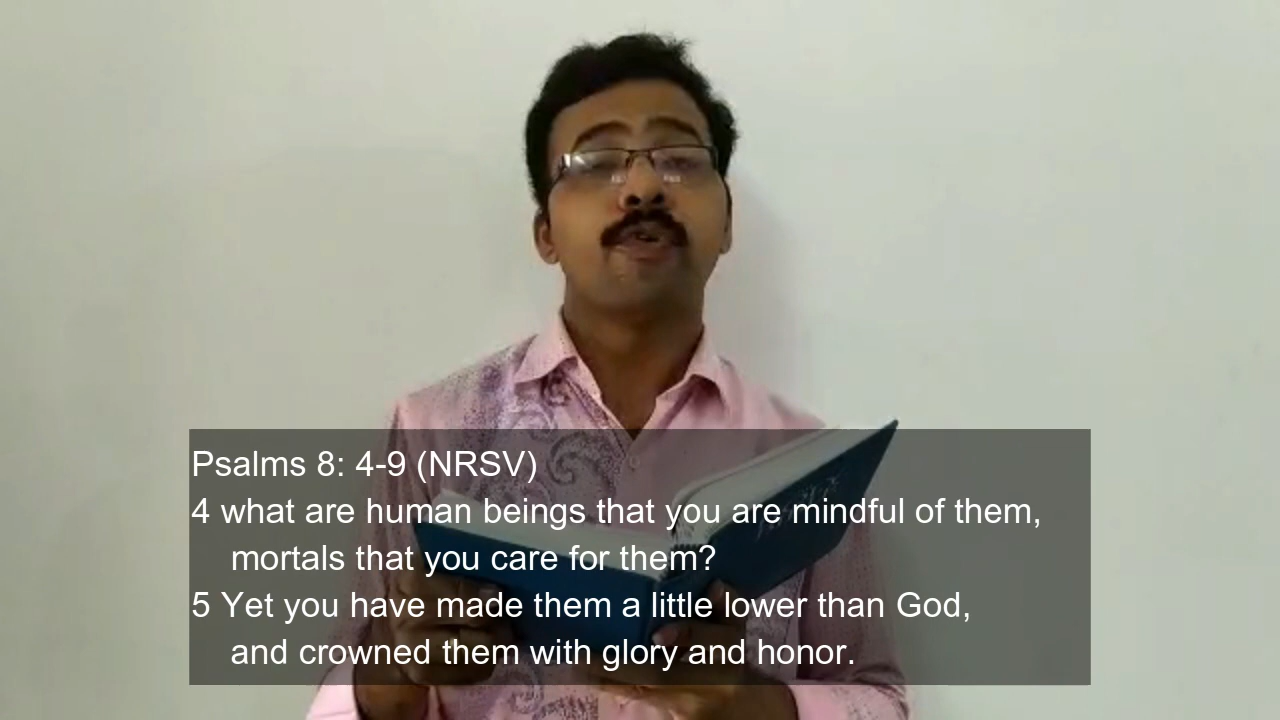 Psalms 8: 4-9 (NRSV)
4 what are human beings that you are mindful of them,
mortals that you care for them?
5 Yet you have made them a little lower than God,
and crowned them with glory and honor.